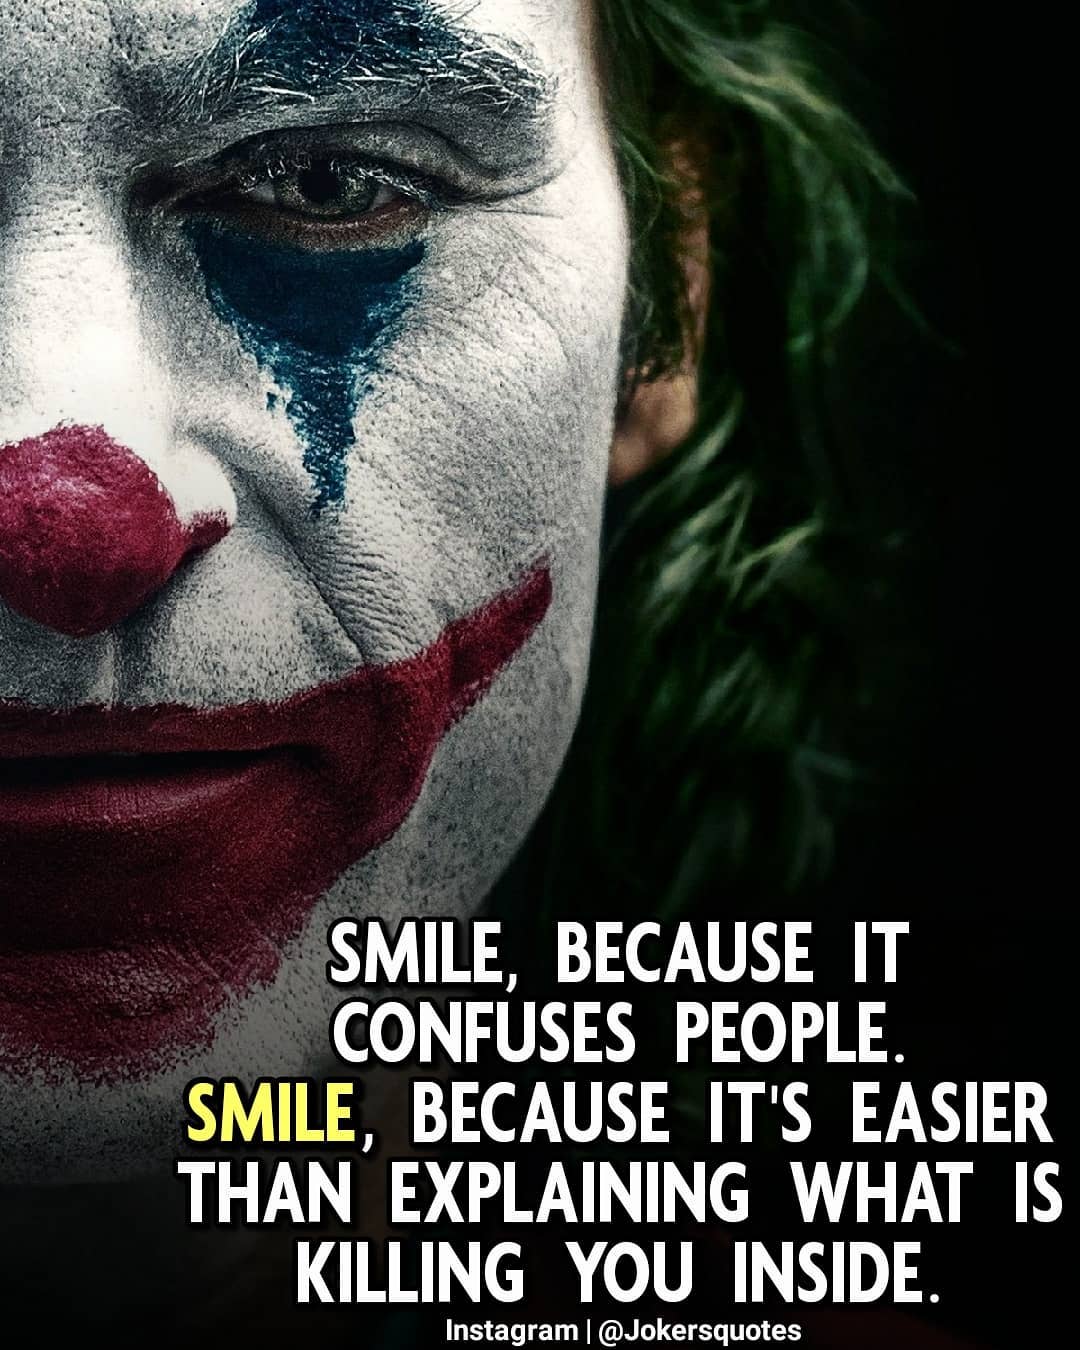 SMILE, BECAUSE IT
CONFUSES PEOPLE.
SMILE, BECAUSE IT'S EASIER
THAN EXPLAINING WHAT IS
KILLING YOU INSIDE.
Instagram | @Jokersquotes